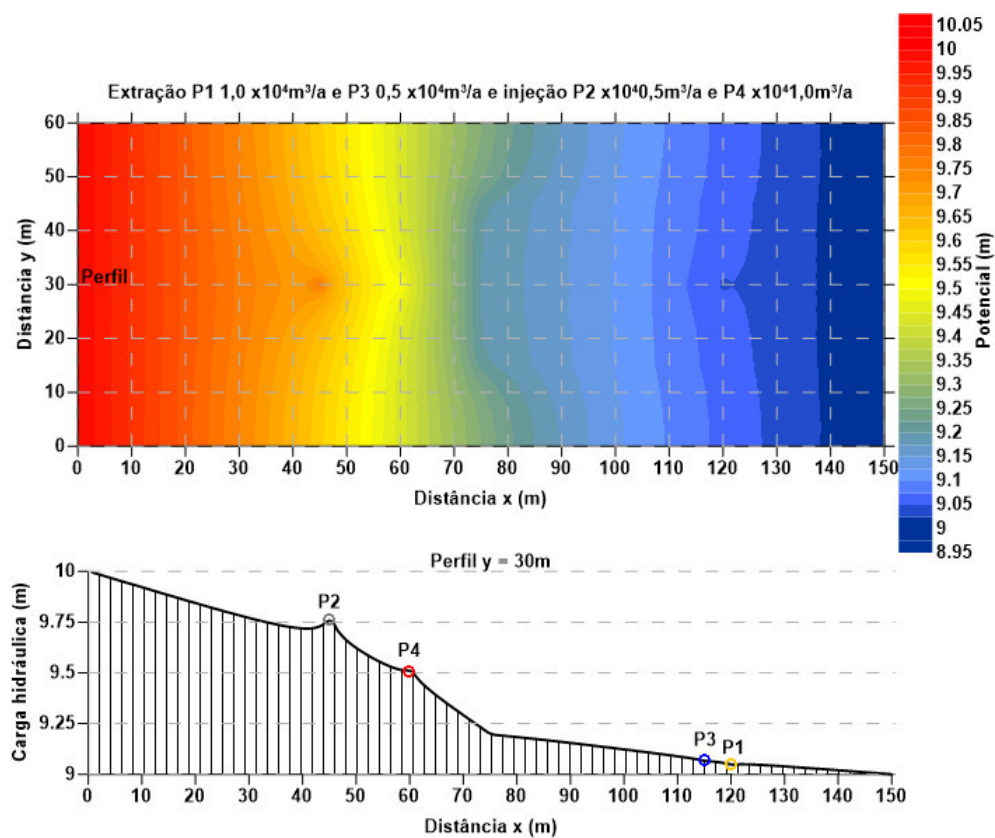 Extração P1 1,0 x10⁴m³/a e P3 0,5 x10⁴m³/a e injeção P2 x10⁴0,5m³/a e P4 x10⁴1,0m³/a
60
50
40
30
20
10
0
Distância y (m)
Perfil
0 10 20 30 40 50 60 70 80 90 100 110 120 130 140 150
Distância x (m)
10.05
10
9.95
9.9
9.85
9.8
9.75
9.7
9.65
9.6
9.55
9.5
9.45
9.4
9.35
9.3
9.25
9.2
9.15
9.1
9.05
9
8.95
Potencial (m)
Perfil y = 30m
10
9.75
9.5
9.25
9
Carga hidráulica (m)
P2
P4
P3 P1
0 10 20 30 40 50 60 70 80 90 100 110 120 130 140 150
Distância x (m)